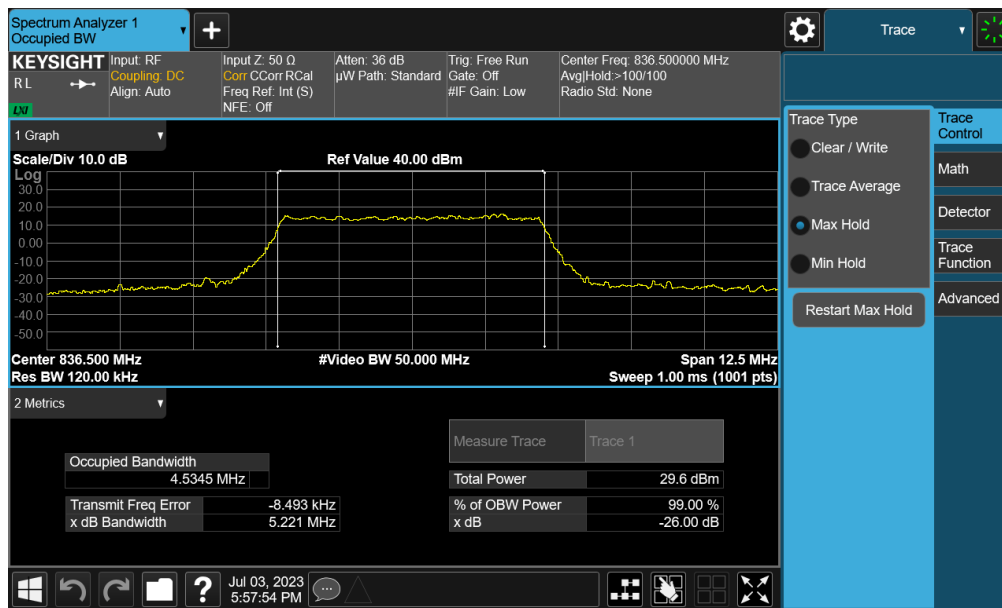 Spectrum Analyzer 1
Occupied BW
+
Trace
KEYSIGHT
R L
LXI
Input: RF
Coupling: DC
Align: Auto
Input Z: 50 Ω
Corr CCorr RCal
Freq Ref: Int (S)
NFE: Off
Atten: 36 dB
µW Path: Standard
Trig: Free Run
Gate: Off
#IF Gain: Low
Center Freq: 836.500000 MHz
Avg|Hold:>100/100
Radio Std: None
1 Graph
Scale/Div 10.0 dB
Ref Value 40.00 dBm
Log
30.0
20.0
10.0
0.00
-10.0
-20.0
-30.0
-40.0
-50.0
Center 836.500 MHz
#Video BW 50.000 MHz
Span 12.5 MHz
Res BW 120.00 kHz
Sweep 1.00 ms (1001 pts)
2 Metrics
Measure Trace
Trace 1
Occupied Bandwidth
4.5345 MHz
Total Power
29.6 dBm
Transmit Freq Error
-8.493 kHz
% of OBW Power
99.00 %
x dB Bandwidth
5.221 MHz
x dB
-26.00 dB
Trace Type
Clear / Write
Trace Average
Max Hold
Min Hold
Restart Max Hold
Trace
Control
Math
Detector
Trace
Function
Advanced
?
Jul 03, 2023
5:57:54 PM